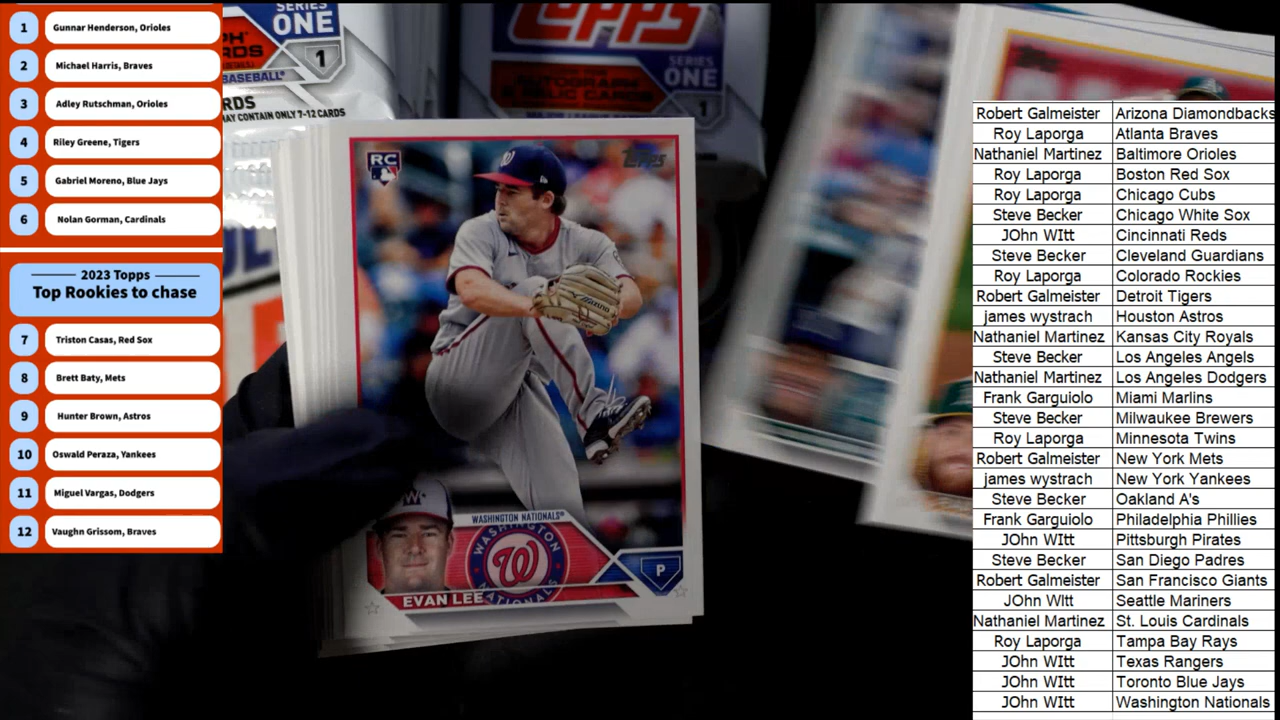 1 Gunnar Henderson, Orioles
2 Michael Harris, Braves
3 Adley Rutschman, Orioles
4 Riley Greene, Tigers
5 Gabriel Moreno, Blue Jays
6 Nolan Gorman, Cardinals
2023 Topps
Top Rookies to chase
7 Triston Casas, Red Sox
8 Brett Baty, Mets
9 Hunter Brown, Astros
10 Oswald Peraza, Yankees
11 Miguel Vargas, Dodgers
12 Vaughn Grissom, Braves
SERIES
ONE
1
BASEBALL
RDS
MAY CONTAIN ONLY 7-12 CARDS
Topps
SERIES
ONE
1
AUTOGRAPH
RELIC CARDS
RC
Topps
W
WASHINGTON NATIONALS
WASHINGTON
W
NATIONALS
EVAN LEE
P
Robert Galmeister Arizona Diamondbacks
Roy Laporga Atlanta Braves
Nathaniel Martinez Baltimore Orioles
Roy Laporga Boston Red Sox
Roy Laporga Chicago Cubs
Steve Becker Chicago White Sox
JOhn WItt Cincinnati Reds
Steve Becker Cleveland Guardians
Roy Laporga Colorado Rockies
Robert Galmeister Detroit Tigers
james wystrach Houston Astros
Nathaniel Martinez Kansas City Royals
Steve Becker Los Angeles Angels
Nathaniel Martinez Los Angeles Dodgers
Frank Garguiolo Miami Marlins
Steve Becker Milwaukee Brewers
Roy Laporga Minnesota Twins
Robert Galmeister New York Mets
james wystrach New York Yankees
Steve Becker Oakland A's
Frank Garguiolo Philadelphia Phillies
JOhn WItt Pittsburgh Pirates
Steve Becker San Diego Padres
Robert Galmeister San Francisco Giants
JOhn WItt Seattle Mariners
Nathaniel Martinez St. Louis Cardinals
Roy Laporga Tampa Bay Rays
JOhn WItt Texas Rangers
JOhn WItt Toronto Blue Jays
JOhn WItt Washington Nationals